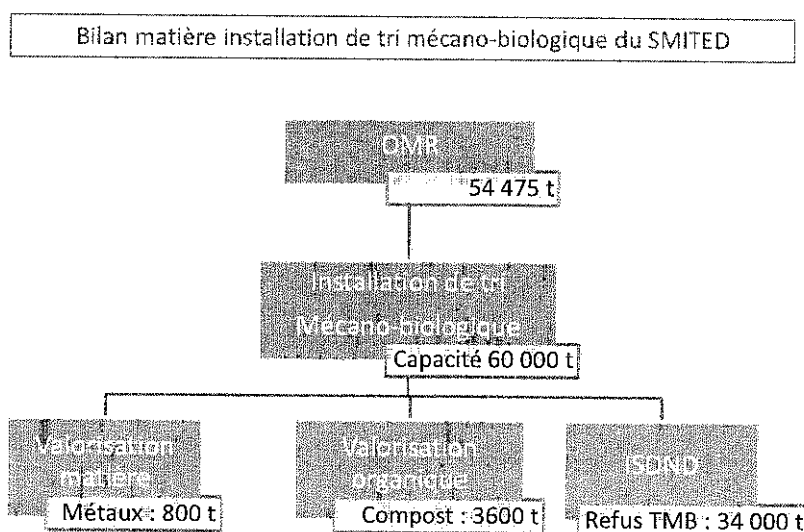 Bilan matière installation de tri mécano-biologique du SMITED
OMR
54 475 t
Installation de tri
Mécano-biologique
Capacité 60 000 t
Valorisation
matière
Métaux : 800 t
Valorisation
organique
Compost : 3600 t
ISDND
Refus TMB : 34 000 t